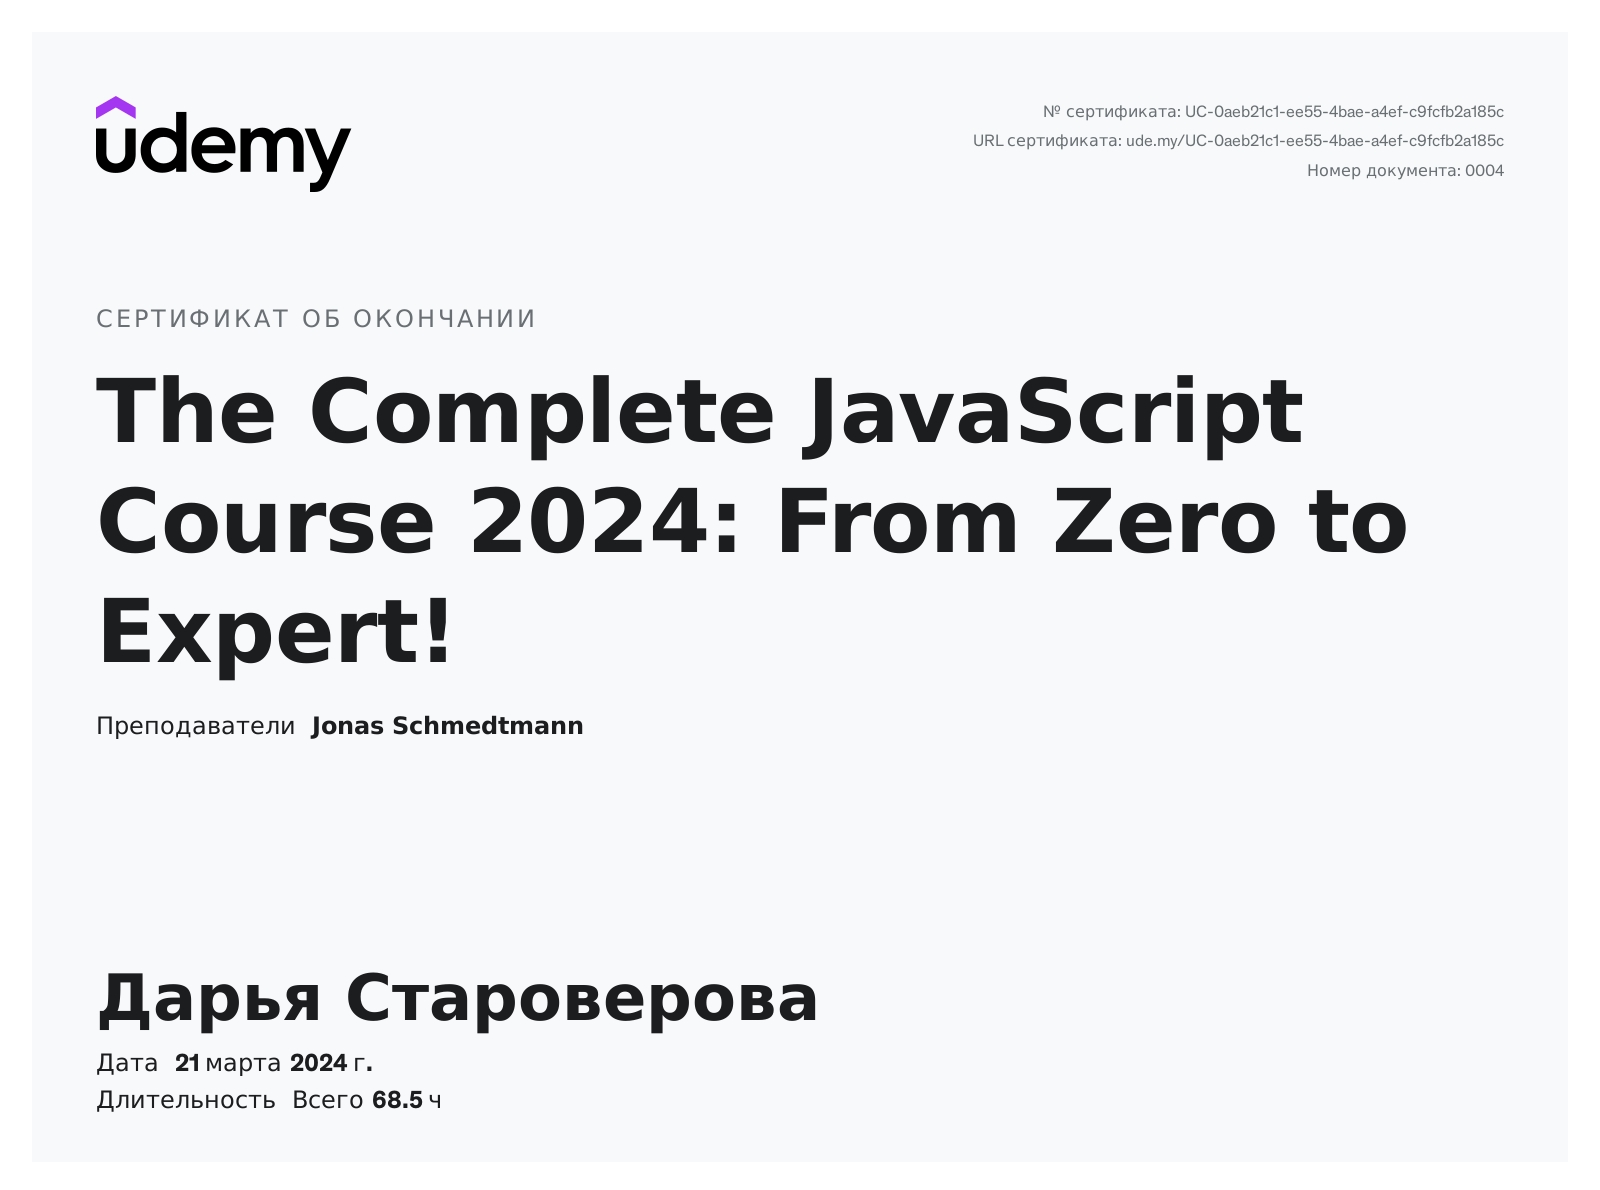 udemy
№ сертификата: UC-0aeb21c1-ee55-4bae-a4ef-c9fcfb2a185c
URL сертификата: ude.my/UC-0aeb21c1-ee55-4bae-a4ef-c9fcfb2a185c
Номер документа: 0004
СЕРТИФИКАТ ОБ ОКОНЧАНИИ
The Complete JavaScript
Course 2024: From Zero to
Expert!
Преподаватели Jonas Schmedtmann
Дарья Староверова
Дата 21 марта 2024 г.
Длительность Всего 68.5 ч